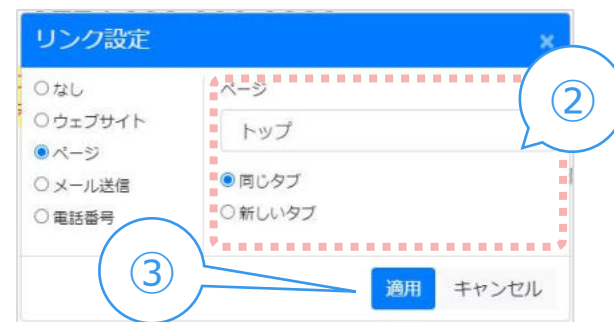 リンク設定
×
なし
ウェブサイト
ページ
メール送信
電話番号
ページ
トップ
同じタブ
新しいタブ
②
③
適用
キャンセル